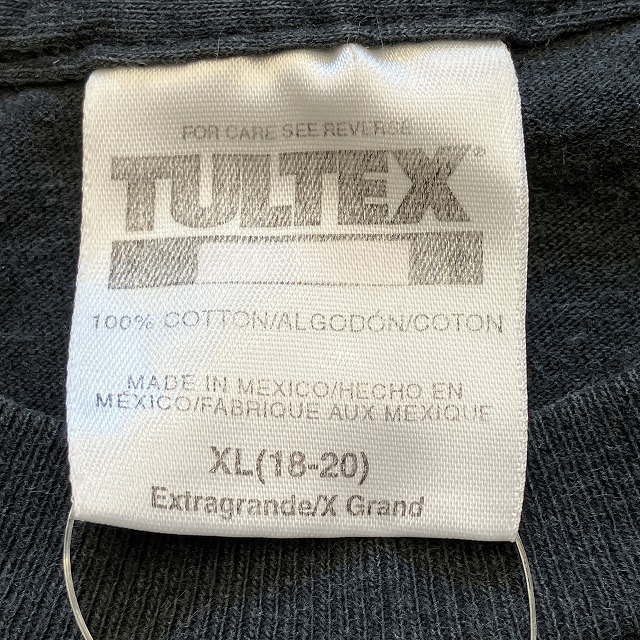 FOR CARE SEE REVERSE
TULTEX®
100% COTTON/ALGODÓN/COTON
MADE IN MEXICO/HECHO EN
MÉXICO/FABRIQUE AUX MEXIQUE
XL(18-20)
Extragrande/X Grand